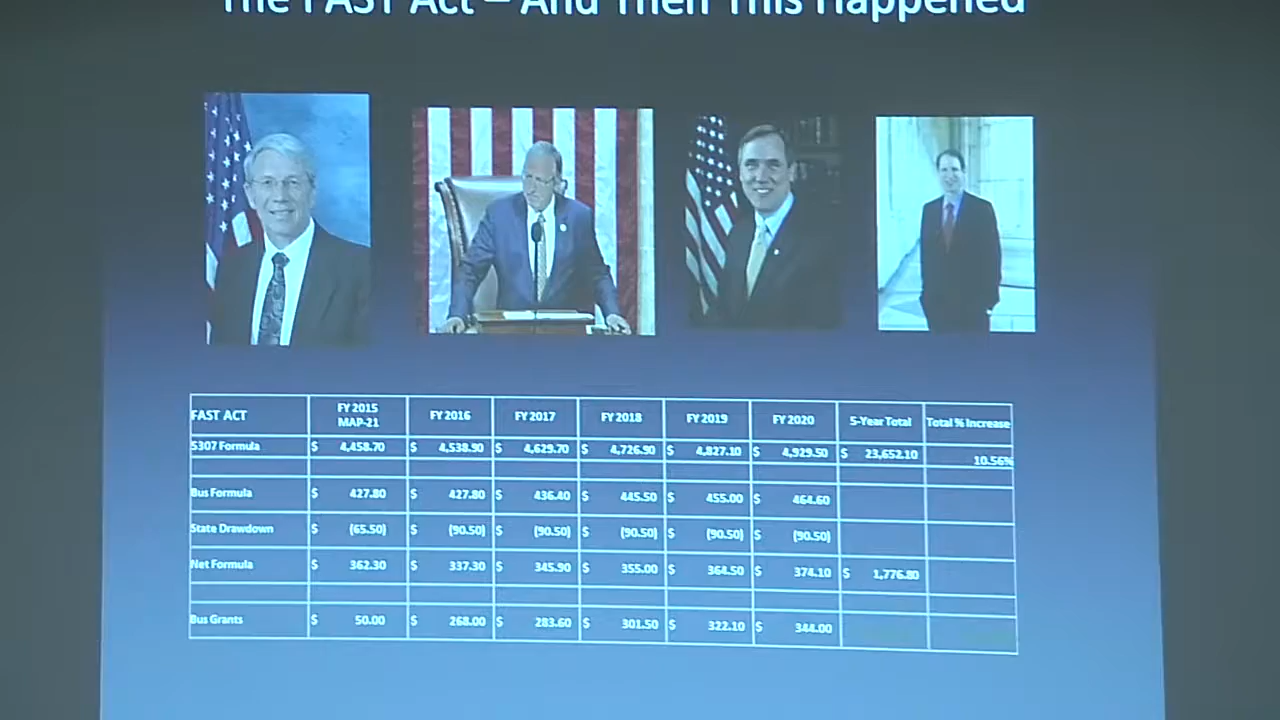 The FAST Act – And Then This Happened
FAST ACT FY 2015 MAP-21 FY 2016 FY 2017 FY 2018 FY 2019 FY 2020 5-Year Total Total % Increase
5307 Formula $ 4,458.70 $ 4,538.90 $ 4,629.70 $ 4,726.90 $ 4,827.10 $ 4,929.50 $ 23,652.10 10.56%
Bus Formula $ 427.80 $ 427.80 $ 436.40 $ 445.50 $ 455.00 $ 464.60
State Drawdown $ (65.50) $ (90.50) $ (90.50) $ (90.50) $ (90.50) $ (90.50)
Net Formula $ 362.30 $ 337.30 $ 345.90 $ 355.00 $ 364.50 $ 374.10 $ 1,776.80
Bus Grants $ 50.00 $ 268.00 $ 283.60 $ 301.50 $ 322.10 $ 344.00